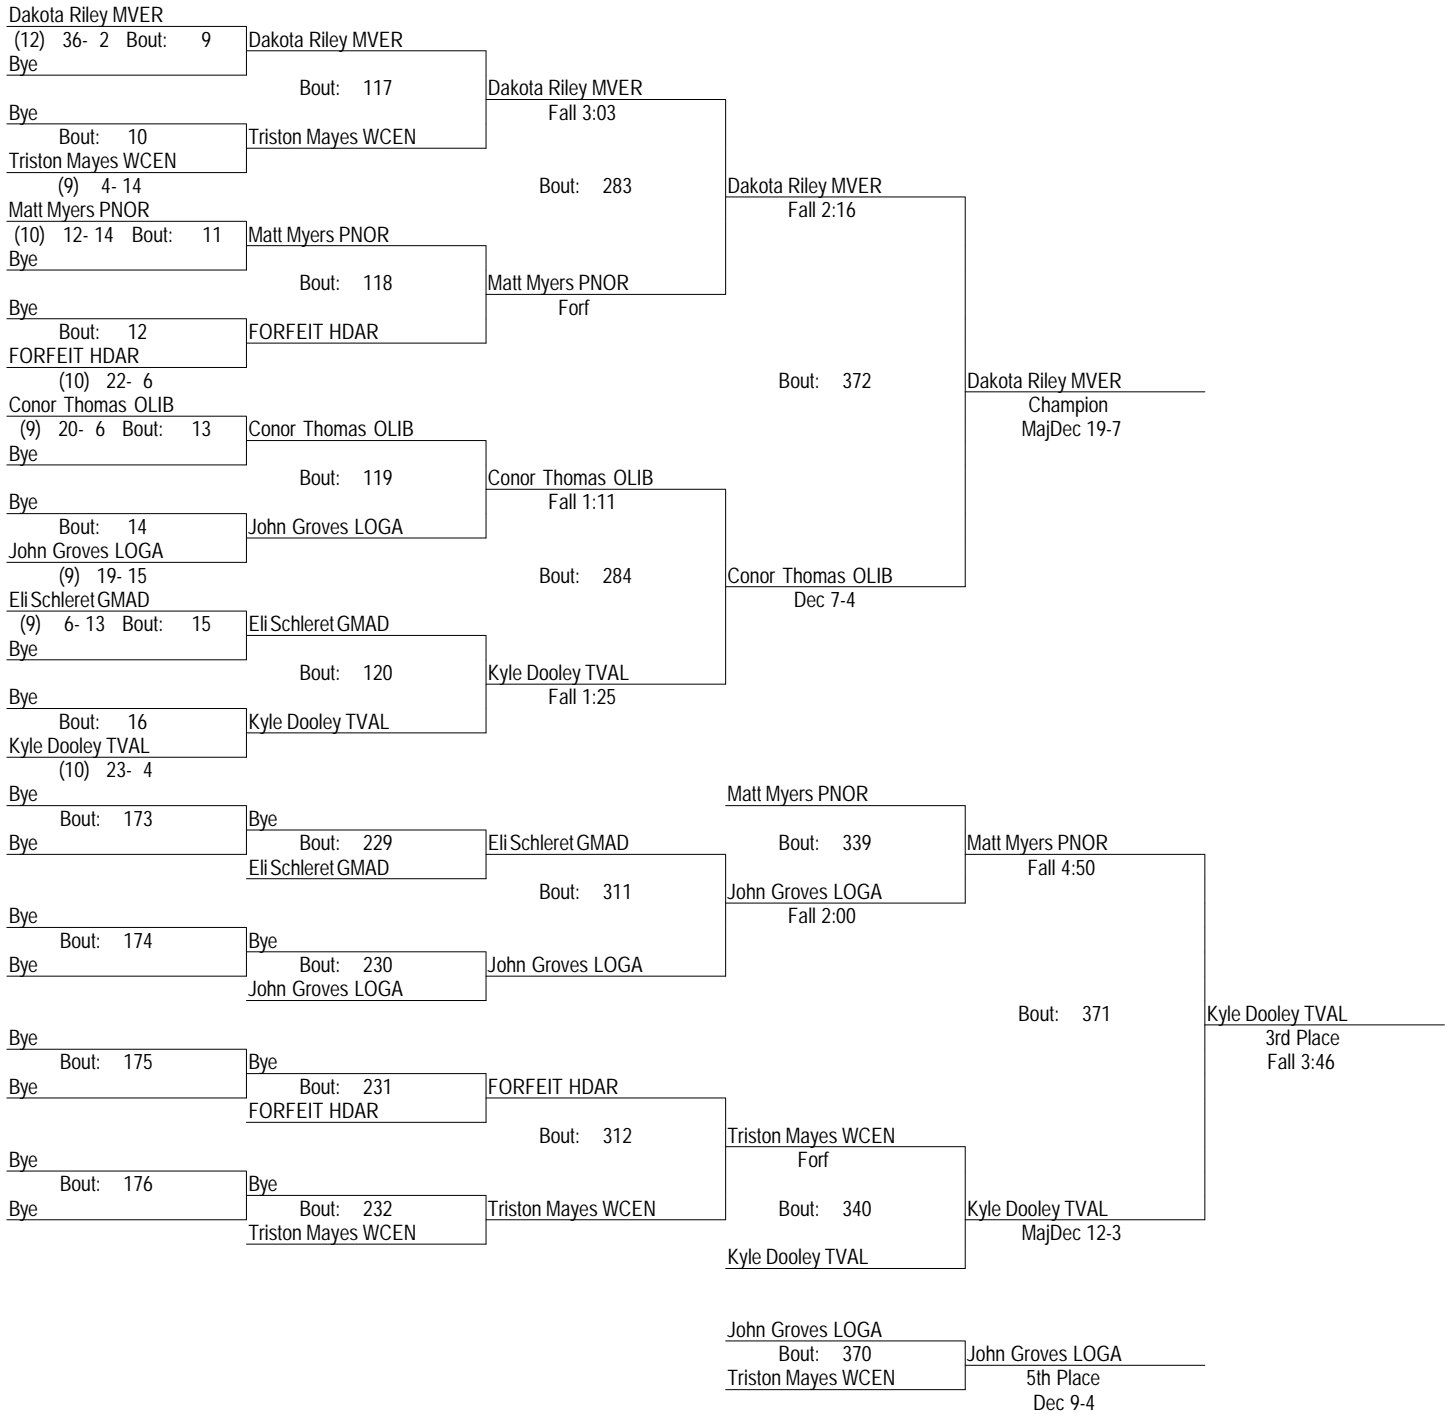 Dakota Riley MVER
(12) 36- 2 Bout: 9 Dakota Riley MVER
Bye
Bout: 117 Dakota Riley MVER
Bye Fall 3:03
Bout: 10 Triston Mayes WCEN
Triston Mayes WCEN
(9) 4- 14 Bout: 283 Dakota Riley MVER
Matt Myers PNOR Fall 2:16
(10) 12- 14 Bout: 11 Matt Myers PNOR
Bye
Bout: 118 Matt Myers PNOR
Bye Forf
Bout: 12 FORFEIT HDAR
FORFEIT HDAR
(10) 22- 6 Bout: 372 Dakota Riley MVER
Conor Thomas OLIB Champion
(9) 20- 6 Bout: 13 Conor Thomas OLIB MajDec 19-7
Bye
Bout: 119 Conor Thomas OLIB
Bye Fall 1:11
Bout: 14 John Groves LOGA
John Groves LOGA
(9) 19- 15 Bout: 284 Conor Thomas OLIB
Eli Schleret GMAD Dec 7-4
(9) 6- 13 Bout: 15 Eli Schleret GMAD
Bye
Bout: 120 Kyle Dooley TVAL
Bye Fall 1:25
Bout: 16 Kyle Dooley TVAL
Kyle Dooley TVAL
(10) 23- 4
Bye Matt Myers PNOR
Bout: 173 Bye
Bye Bout: 229 Eli Schleret GMAD Bout: 339 Matt Myers PNOR
Eli Schleret GMAD Fall 4:50
Bout: 311 John Groves LOGA
Bye Fall 2:00
Bout: 174 Bye
Bye Bout: 230 John Groves LOGA
John Groves LOGA
Bout: 371 Kyle Dooley TVAL
Bye 3rd Place
Bout: 175 Bye Fall 3:46
Bye Bout: 231 FORFEIT HDAR
FORFEIT HDAR
Bout: 312 Triston Mayes WCEN
Bye Forf
Bout: 176 Bye
Bye Bout: 232 Triston Mayes WCEN Bout: 340 Kyle Dooley TVAL
Triston Mayes WCEN MajDec 12-3
Kyle Dooley TVAL
John Groves LOGA
Bout: 370 John Groves LOGA
Triston Mayes WCEN 5th Place
Dec 9-4